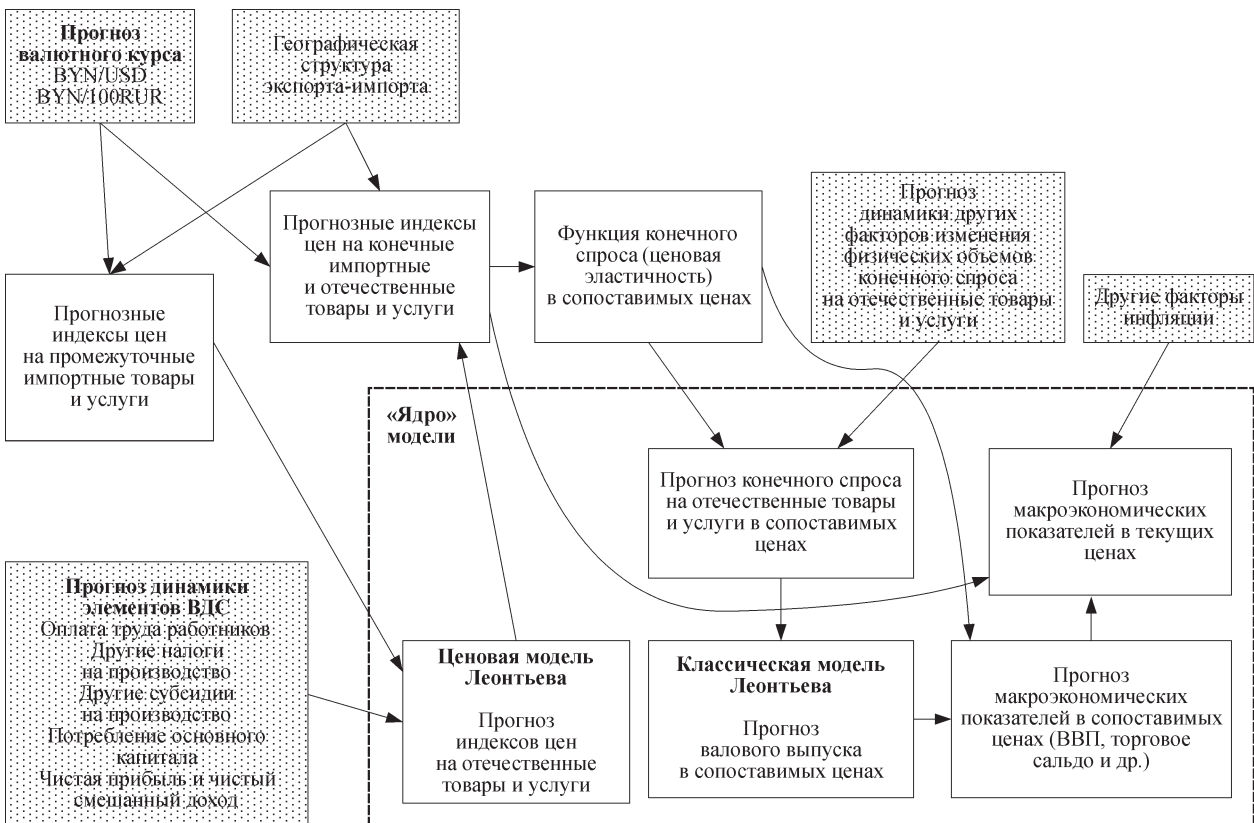 Прогноз
валютного курса
BYN/USD
BYN/100RUR
Географическая
структура
экспорта-импорта
Прогнозные индексы
цен на конечные
импортные
и отечественные
товары и услуги
Функция конечного
спроса (ценовая
эластичность)
в сопоставимых ценах
Прогноз
динамики других
факторов изменения
физических объемов
конечного спроса
на отечественные товары
и услуги
Другие факторы
инфляции
Прогнозные
индексы цен
на промежуточные
импортные товары
и услуги
«Ядро»
модели
Прогноз конечного спроса
на отечественные товары
и услуги в сопоставимых
ценах
Прогноз
макроэкономических
показателей в текущих
ценах
Прогноз динамики
элементов ВДС
Оплата труда работников
Другие налоги
на производство
Другие субсидии
на производство
Потребление основного
капитала
Чистая прибыль и чистый
смешанный доход
Ценовая модель
Леонтьева
Прогноз
индексов цен
на отечественные
товары и услуги
Классическая модель
Леонтьева
Прогноз
валового выпуска
в сопоставимых ценах
Прогноз
макроэкономических
показателей в сопоставимых
ценах (ВВП, торговое
сальдо и др.)